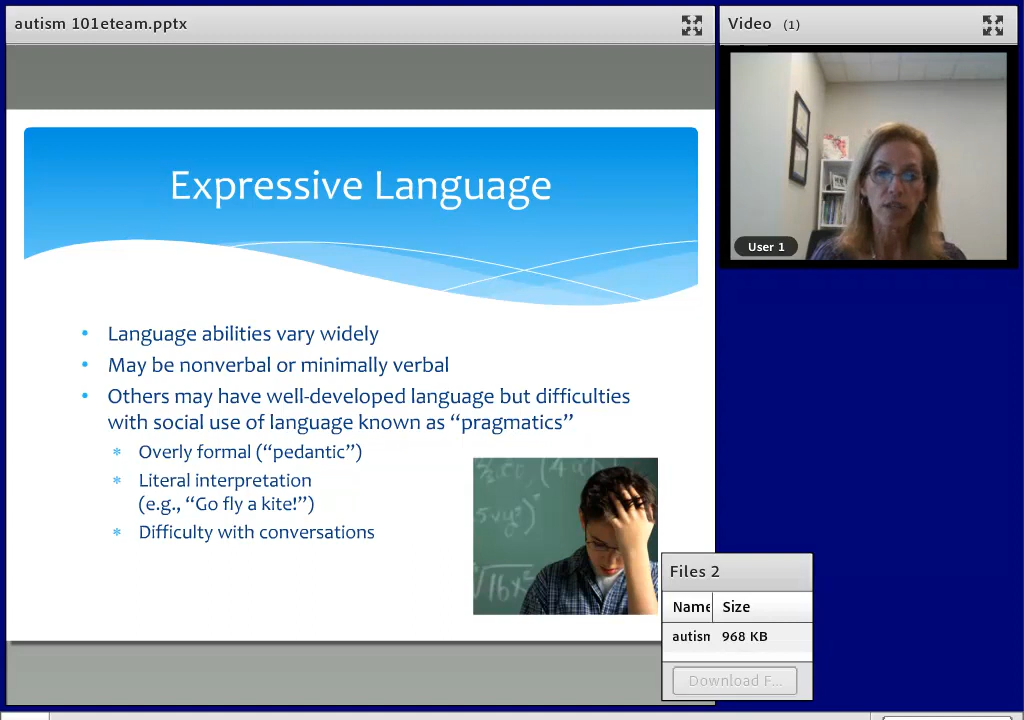 autism 101eteam.pptx
Video (1)
Expressive Language
User 1
• Language abilities vary widely
• May be nonverbal or minimally verbal
• Others may have well-developed language but difficulties
with social use of language known as “pragmatics”
* Overly formal (“pedantic”)
* Literal interpretation
(e.g., “Go fly a kite!”)
* Difficulty with conversations
Files 2
Name Size
autism 968 KB
Download F...